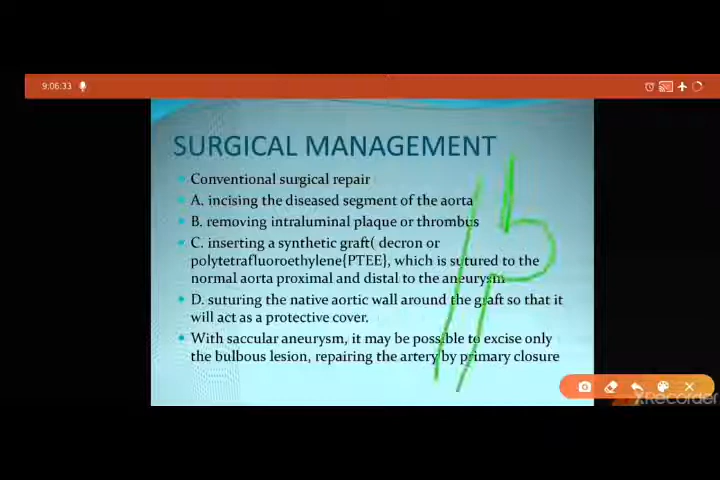 9:06:33
SURGICAL MANAGEMENT
Conventional surgical repair
A. incising the diseased segment of the aorta
B. removing intraluminal plaque or thrombus
C. inserting a synthetic graft( decron or
polytetrafluoroethylene{PTEE}, which is sutured to the
normal aorta proximal and distal to the aneurysm
D. suturing the native aortic wall around the graft so that it
will act as a protective cover.
With saccular aneurysm, it may be possible to excise only
the bulbous lesion, repairing the artery by primary closure
XRecorder